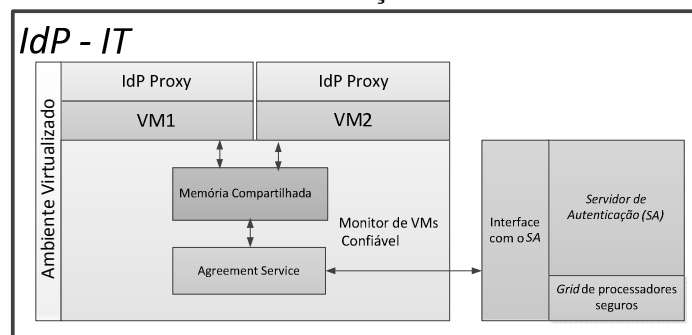 IdP - IT
Ambiente Virtualizado
IdP Proxy
IdP Proxy
VM1
VM2
Memória Compartilhada
Monitor de VMs
Confiável
Agreement Service
Interface
com o SA
Servidor de
Autenticação (SA)
Grid de processadores
seguros